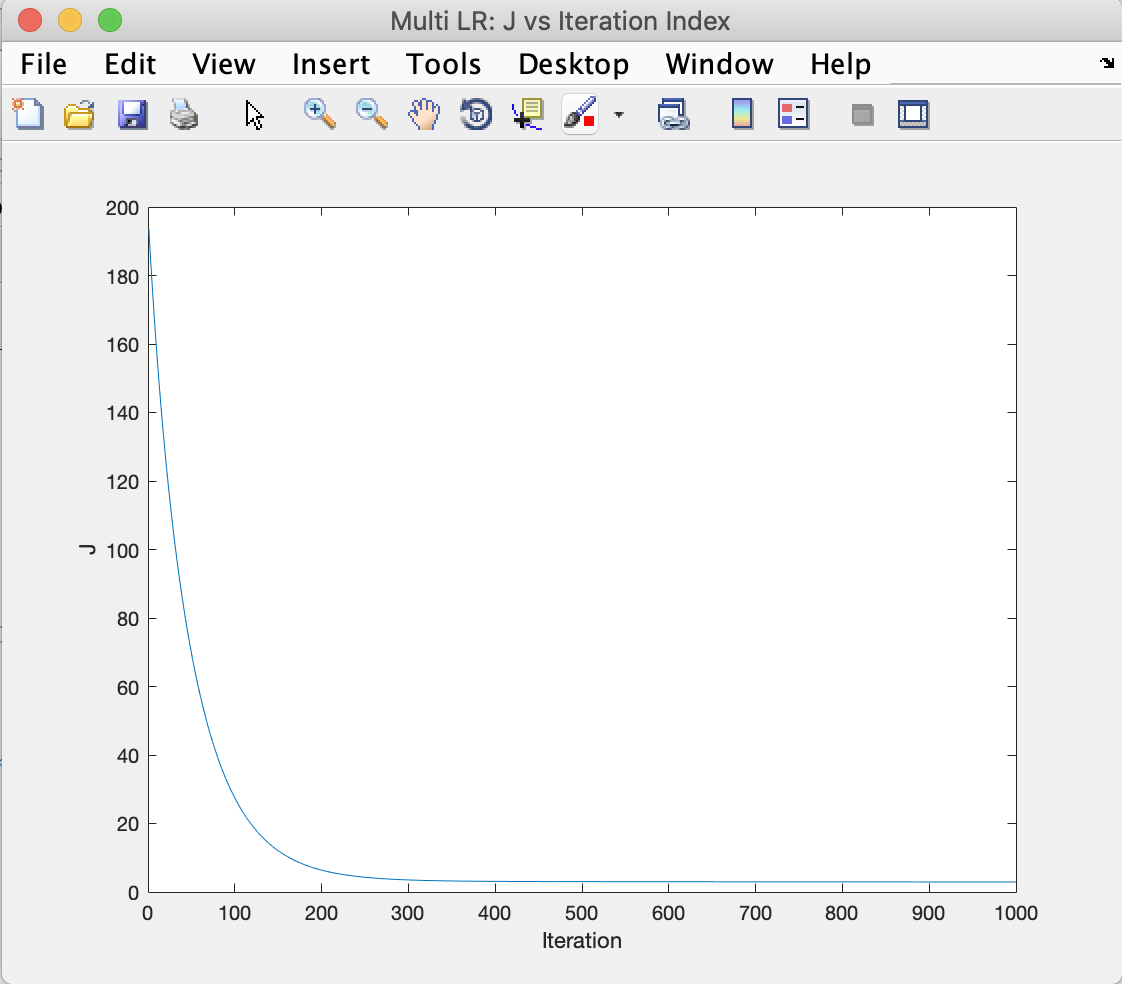 Multi LR: J vs Iteration Index
File Edit View Insert Tools Desktop Window Help
200
180
160
140
120
100
80
60
40
20
0
J
0 100 200 300 400 500 600 700 800 900 1000
Iteration